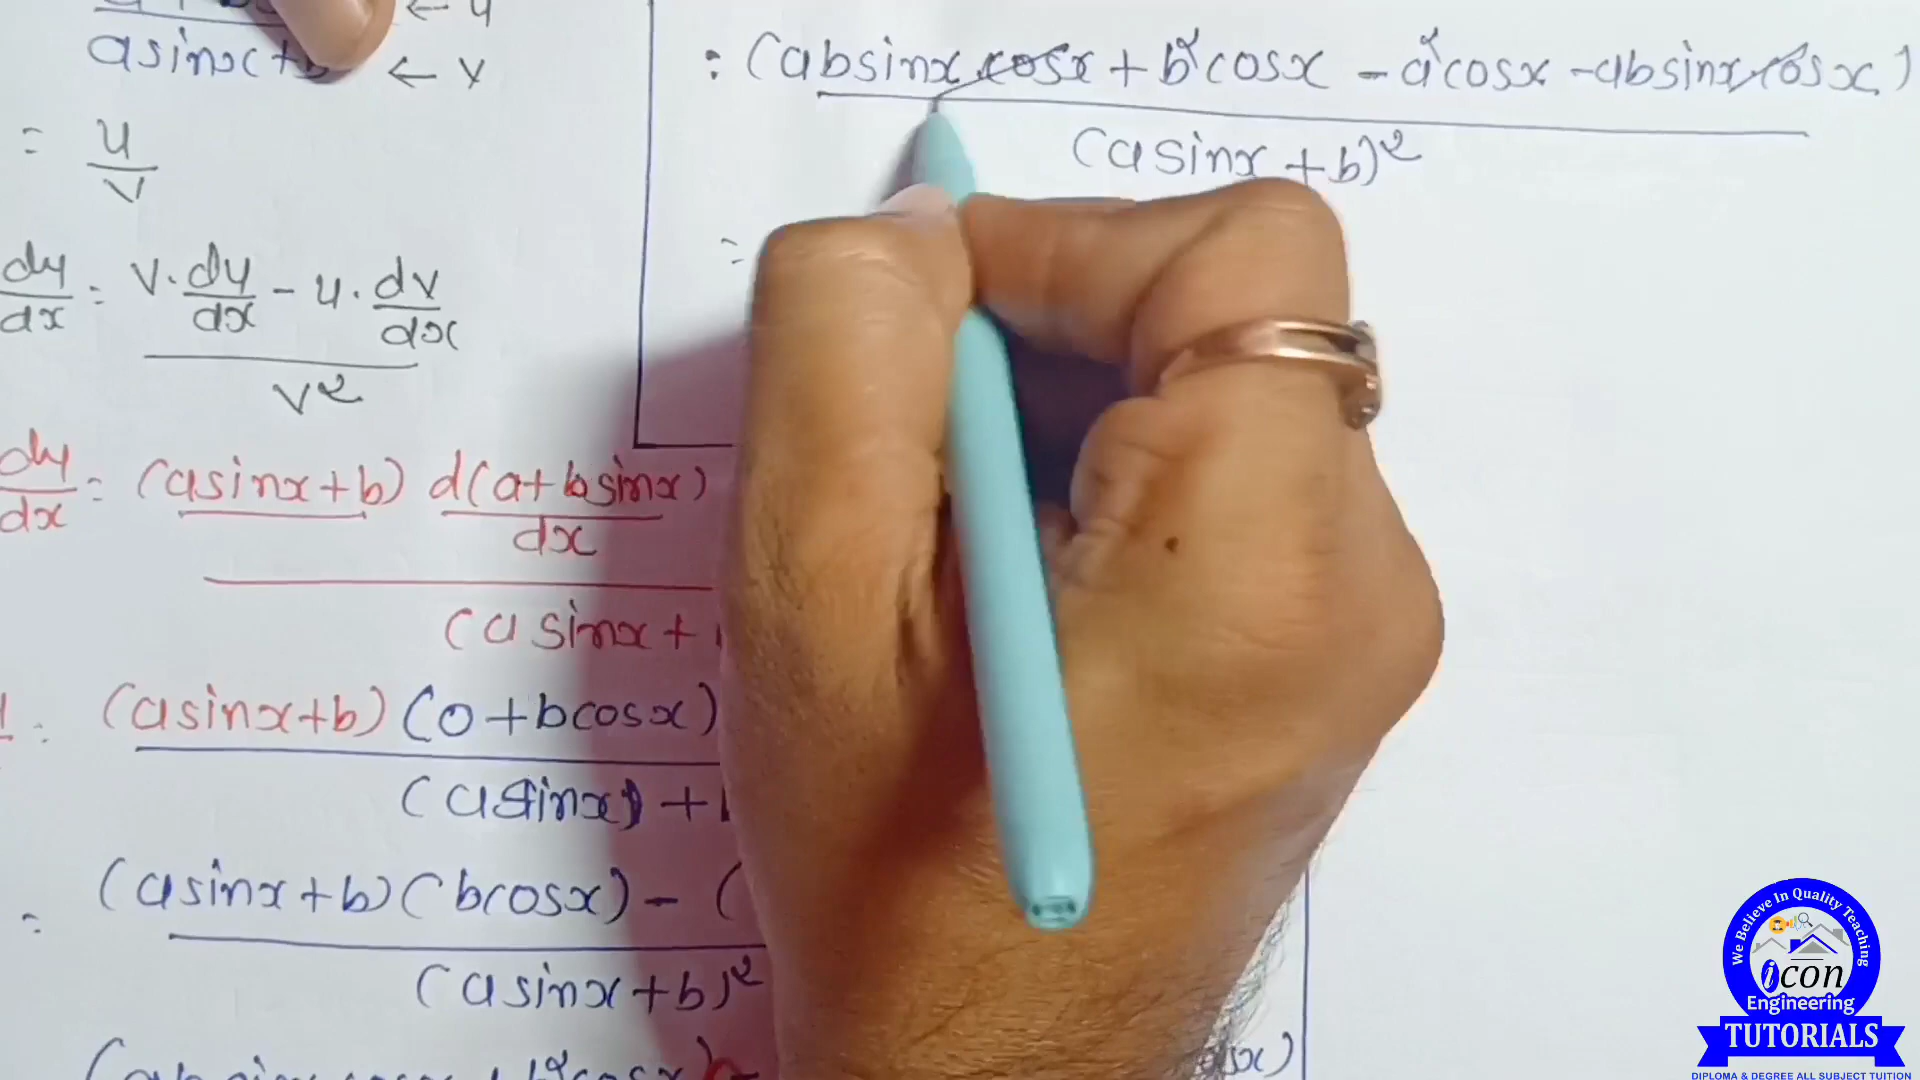 ← u
asinx+b ← v
= u/v
dy/dx = v.du/dx - u.dv/dx
v²
dy/dx = (asinx+b) d(a+bsinx)/dx
(asinx+
= (asinx+b)(0+bcosx)
(asinx)+
= (asinx+b)(bcosx)-(
(asinx+b)²
= (absinx.cosx + b²cosx - a²cosx - absinx.cosx)
(asinx+b)²
=
We Believe In Quality Teaching
icon
Engineering
TUTORIALS
DIPLOMA & DEGREE ALL SUBJECT TUITION